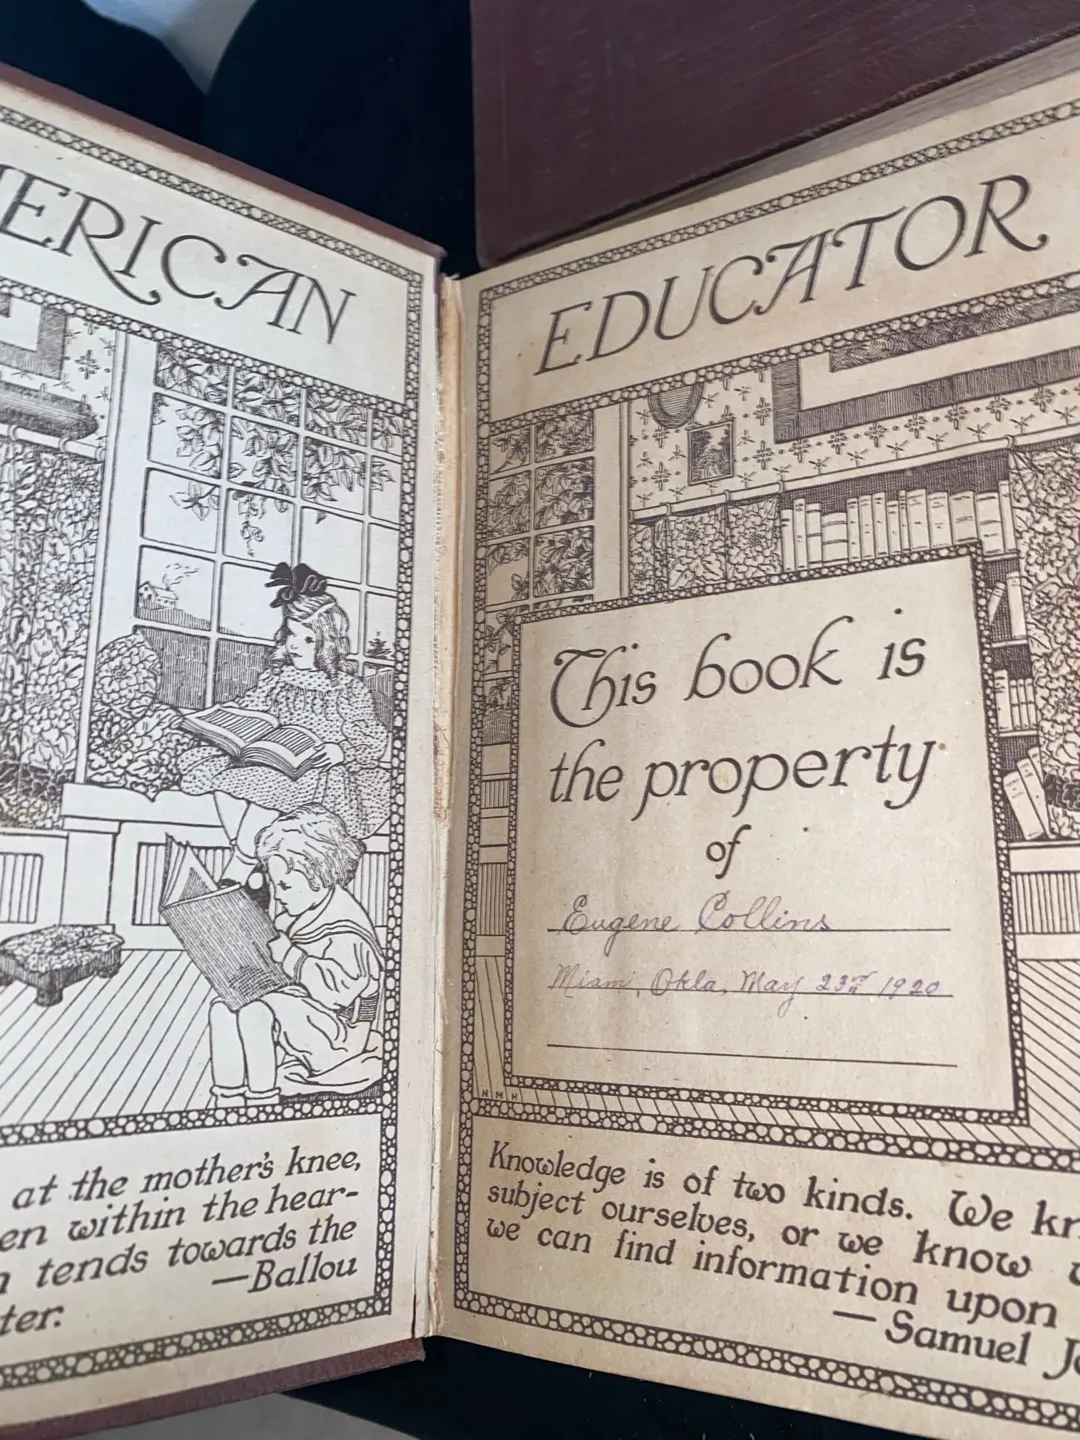 ERICAN
at the mother's knee,
en within the hear-
tends towards the
—Ballou
ter.
EDUCATOR
This book is
the property
of
Eugene Collins
Miami, Okla, May 23rd 1920
HMH
Knowledge is of two kinds. We kn
subject ourselves, or we know
we can find information upon
—Samuel Jo